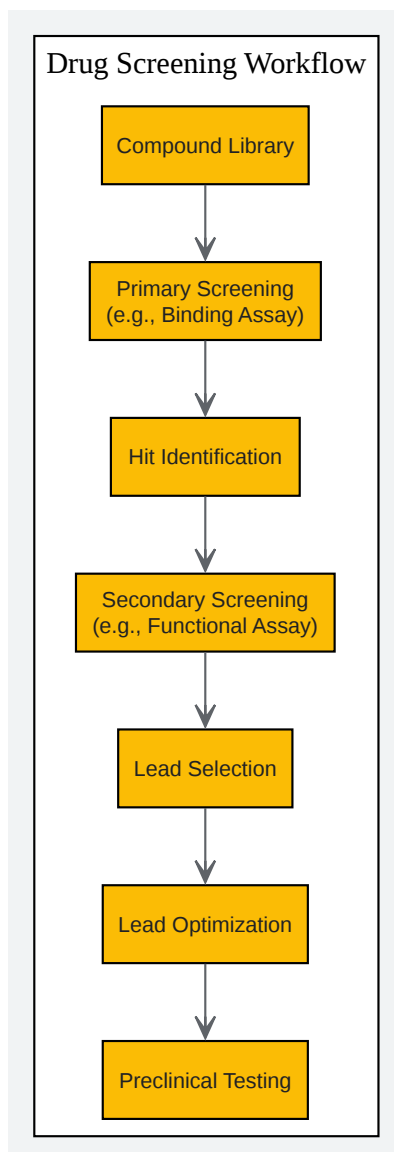 Drug Screening Workflow
Compound Library
Primary Screening
(e.g., Binding Assay)
Hit Identification
Secondary Screening
(e.g., Functional Assay)
Lead Selection
Lead Optimization
Preclinical Testing